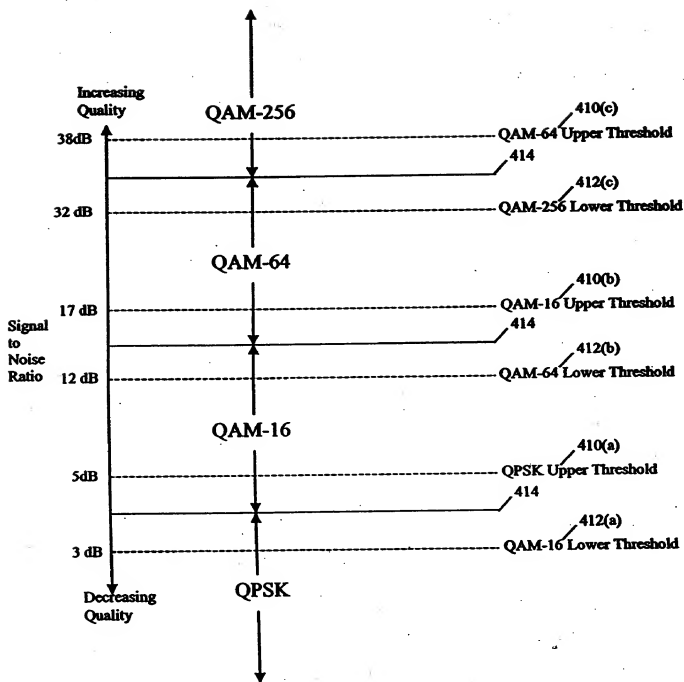 Increasing
Quality
QAM-256
410(c)
38dB
QAM-64 Upper Threshold
414
412(c)
32 dB
QAM-256 Lower Threshold
QAM-64
410(b)
17 dB
QAM-16 Upper Threshold
414
Signal
to
Noise
Ratio
412(b)
12 dB
QAM-64 Lower Threshold
QAM-16
410(a)
5dB
QPSK Upper Threshold
414
412(a)
3 dB
QAM-16 Lower Threshold
QPSK
Decreasing
Quality